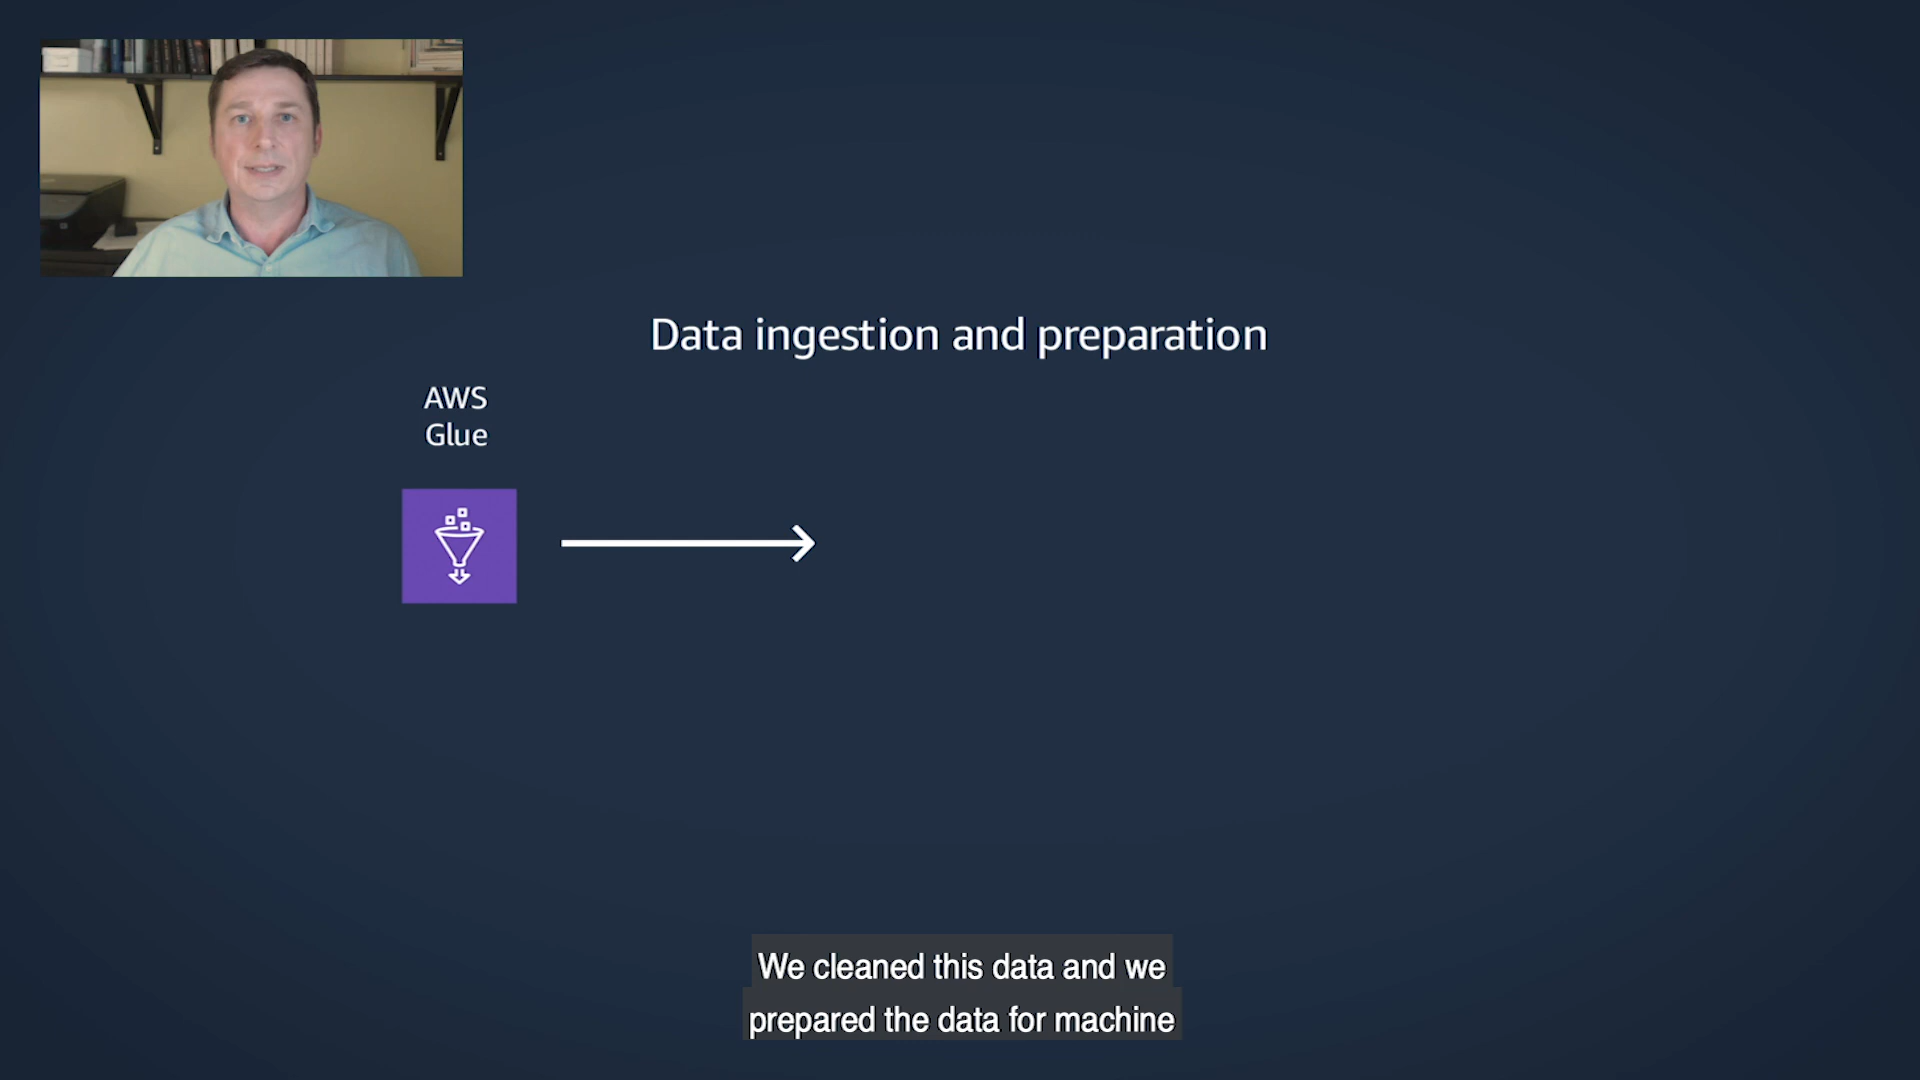 Data ingestion and preparation
AWS
Glue
We cleaned this data and we
prepared the data for machine